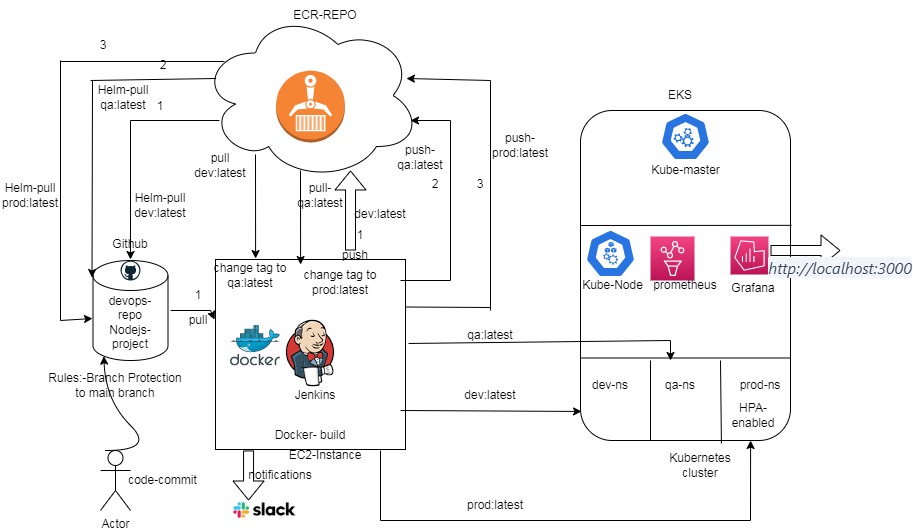 ECR-REPO
3
2
Helm-pull
qa:latest
1
pull
dev:latest
pull-
qa:latest
push-
qa:latest
push-
prod:latest
2
3
Helm-pull
prod:latest
Helm-pull
dev:latest
dev:latest
1
push
EKS
Kube-master
Kube-Node
prometheus
Grafana
http://localhost:3000
Github
devops-
repo
Nodejs-
project
1
pull
change tag to
qa:latest
change tag to
prod:latest
docker
Jenkins
Docker- build
EC2-Instance
qa:latest
dev:latest
prod:latest
dev-ns
qa-ns
prod-ns
HPA-
enabled
Kubernetes
cluster
Rules:-Branch Protection
to main branch
code-commit
Actor
notifications
slack